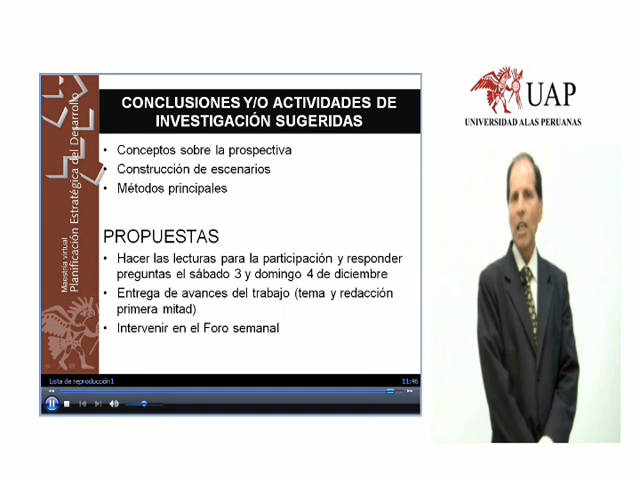 CONCLUSIONES Y/O ACTIVIDADES DE
INVESTIGACIÓN SUGERIDAS
• Conceptos sobre la prospectiva
• Construcción de escenarios
• Métodos principales
PROPUESTAS
• Hacer las lecturas para la participación y responder
preguntas el sábado 3 y domingo 4 de diciembre
• Entrega de avances del trabajo (tema y redacción
primera mitad)
• Intervenir en el Foro semanal
Maestría virtual
Planificación Estratégica del Desarrollo
Lista de reproducción1
11:46
UAP
UNIVERSIDAD ALAS PERUANAS